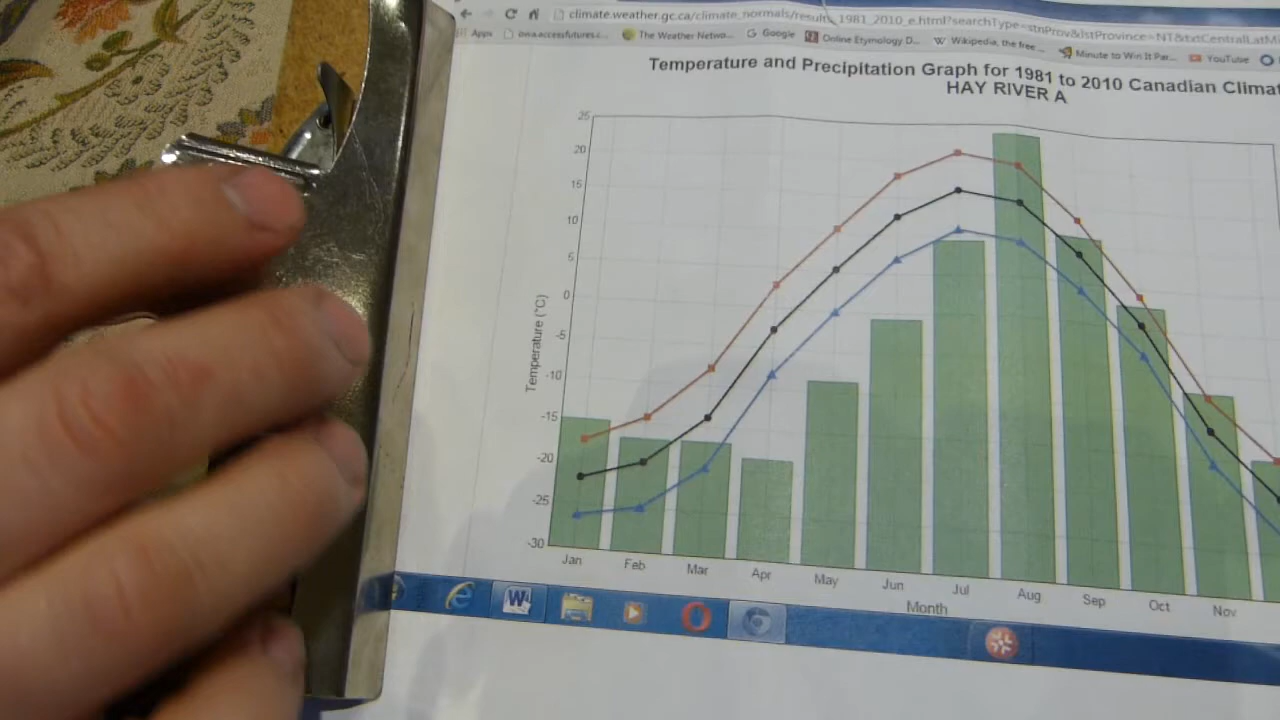 climate.weather.gc.ca/climate_normals/results_1981_2010_e.html?searchType=stnProv&lstProvince=NT&txtCentralLatMi
Apps The Weather Netwo... Google Online Etymology D... Wikipedia, the free... Minute to Win It Par... YouTube
Temperature and Precipitation Graph for 1981 to 2010 Canadian Climat
HAY RIVER A
25
20
15
10
5
0
-5
-10
-15
-20
-25
-30
Temperature (°C)
Jan Feb Mar Apr May Jun Jul Aug Sep Oct Nov
Month